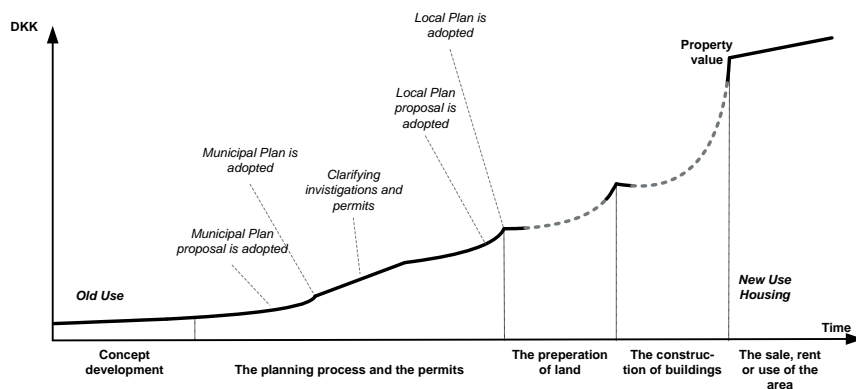 DKK
Local Plan is
adopted
Property
value
Local Plan
proposal is
adopted
Municipal Plan is
adopted
Clarifying
invistigations and
permits
Municipal Plan
proposal is adopted
Old Use
New Use
Housing
Time
Concept
development
The planning process and the permits
The preperation
of land
The construc-
tion of buildings
The sale, rent
or use of the
area